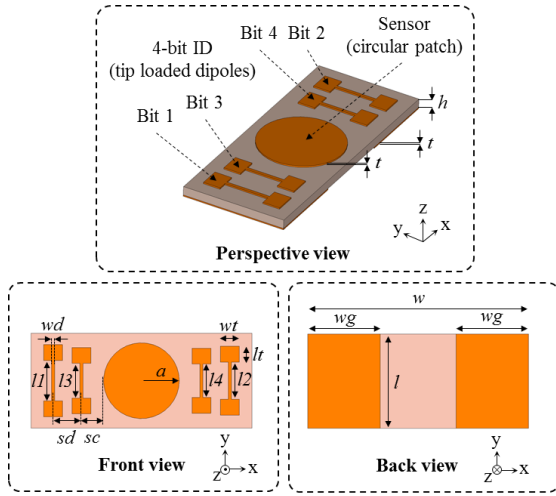 Sensor
(circular patch)
Bit 4 Bit 2
4-bit ID
(tip loaded dipoles)
Bit 3
Bit 1
h
t
t
z
y x
Perspective view
wd
wt
lt
l1
l3
a
l4
l2
sd sc
Front view
y
z x
w
wg
wg
l
Back view
y
z x